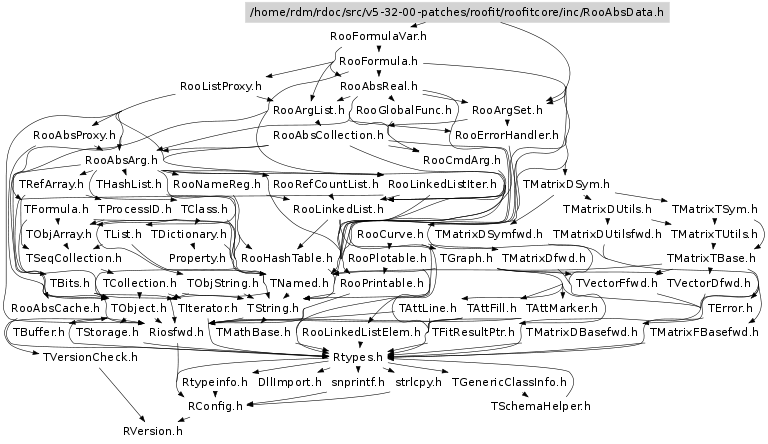 /home/rdm/rdoc/src/v5-32-00-patches/roofit/roofitcore/inc/RooAbsData.h
RooFormulaVar.h
RooFormula.h
RooListProxy.h RooAbsReal.h
RooArgList.h RooGlobalFunc.h RooArgSet.h
RooAbsProxy.h RooAbsCollection.h RooErrorHandler.h
RooAbsArg.h RooCmdArg.h
TRefArray.h THashList.h RooNameReg.h RooRefCountList.h RooLinkedListIter.h TMatrixDSym.h
TFormula.h TProcessID.h TClass.h RooLinkedList.h TMatrixDUtils.h TMatrixTSym.h
TObjArray.h TList.h TDictionary.h RooCurve.h TMatrixDSymfwd.h TMatrixDUtilsfwd.h TMatrixTUtils.h
TSeqCollection.h Property.h RooHashTable.h RooPlotable.h TGraph.h TMatrixDfwd.h TMatrixTBase.h
TBits.h TCollection.h TObjString.h TNamed.h RooPrintable.h TVectorFfwd.h TVectorDfwd.h
RooAbsCache.h TObject.h TIterator.h TString.h TAttLine.h TAttFill.h TAttMarker.h TError.h
TBuffer.h TStorage.h Riosfwd.h TMathBase.h RooLinkedListElem.h TFitResultPtr.h TMatrixDBasefwd.h TMatrixFBasefwd.h
TVersionCheck.h Rtypes.h
Rtypeinfo.h DllImport.h snprintf.h strlcpy.h TGenericClassInfo.h
RConfig.h TSchemaHelper.h
RVersion.h